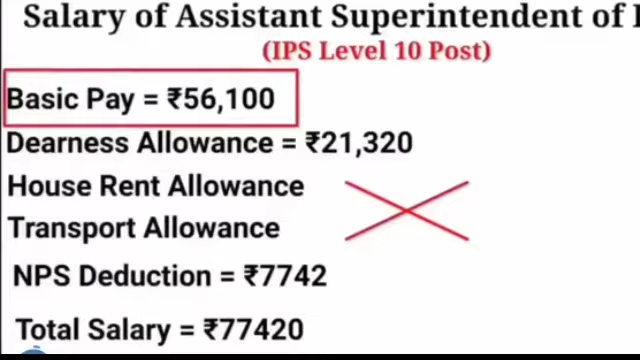 Salary of Assistant Superintendent of
(IPS Level 10 Post)
Basic Pay = ₹56,100
Dearness Allowance = ₹21,320
House Rent Allowance
Transport Allowance
NPS Deduction = ₹7742
Total Salary = ₹77420